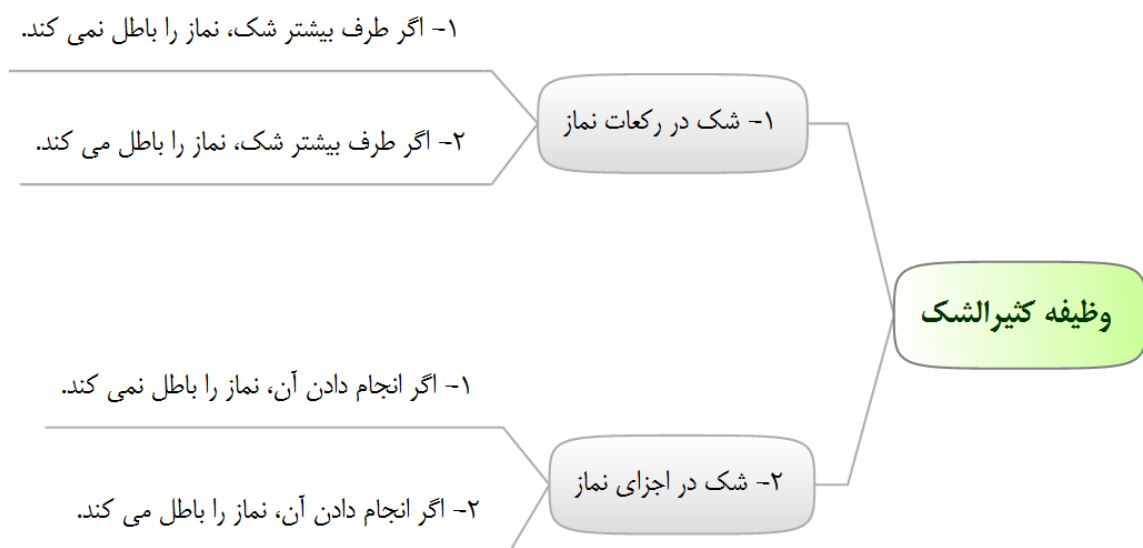 وظیفه کثیرالشک
۱- شک در رکعات نماز
۱- اگر طرف بیشتر شک، نماز را باطل نمی کند.
۲- اگر طرف بیشتر شک، نماز را باطل می کند.
۲- شک در اجزای نماز
۱- اگر انجام دادن آن، نماز را باطل نمی کند.
۲- اگر انجام دادن آن، نماز را باطل می کند.